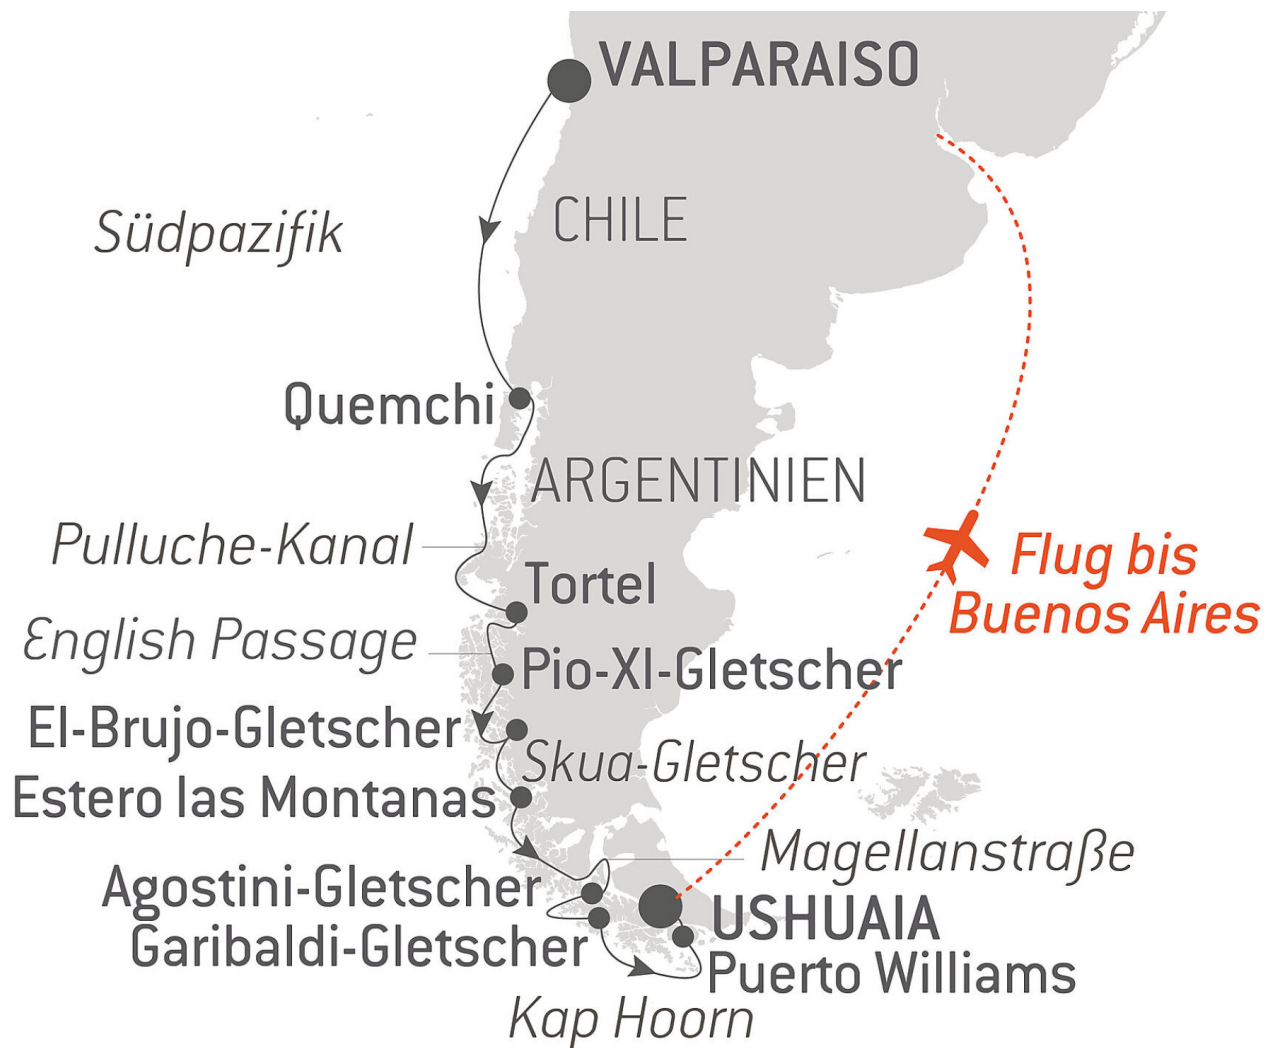 VALPARAISO
Südpazifik
CHILE
Quemchi
ARGENTINIEN
Pulluche-Kanal
Flug bis
Buenos Aires
Tortel
English Passage
Pio-XI-Gletscher
El-Brujo-Gletscher
Skua-Gletscher
Estero las Montanas
Magellanstraße
Agostini-Gletscher
USHUAIA
Garibaldi-Gletscher
Puerto Williams
Kap Hoorn